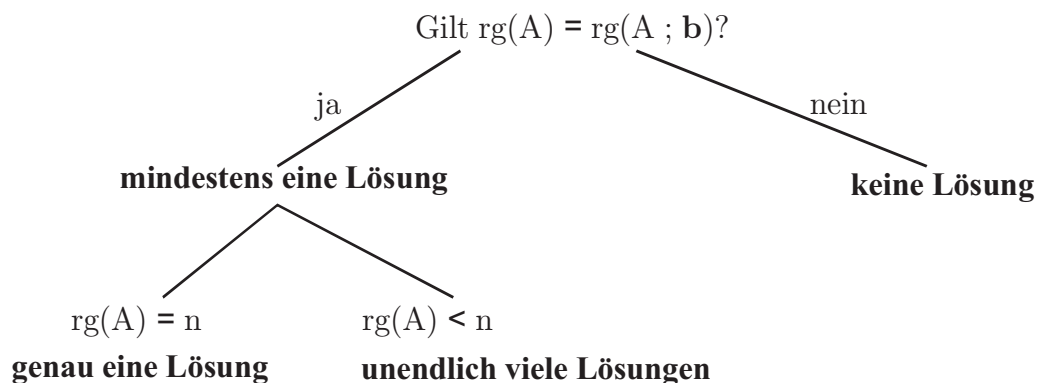 Gilt rg(A) = rg(A ; b)?
ja
nein
mindestens eine Lösung
keine Lösung
rg(A) = n
rg(A) < n
genau eine Lösung
unendlich viele Lösungen